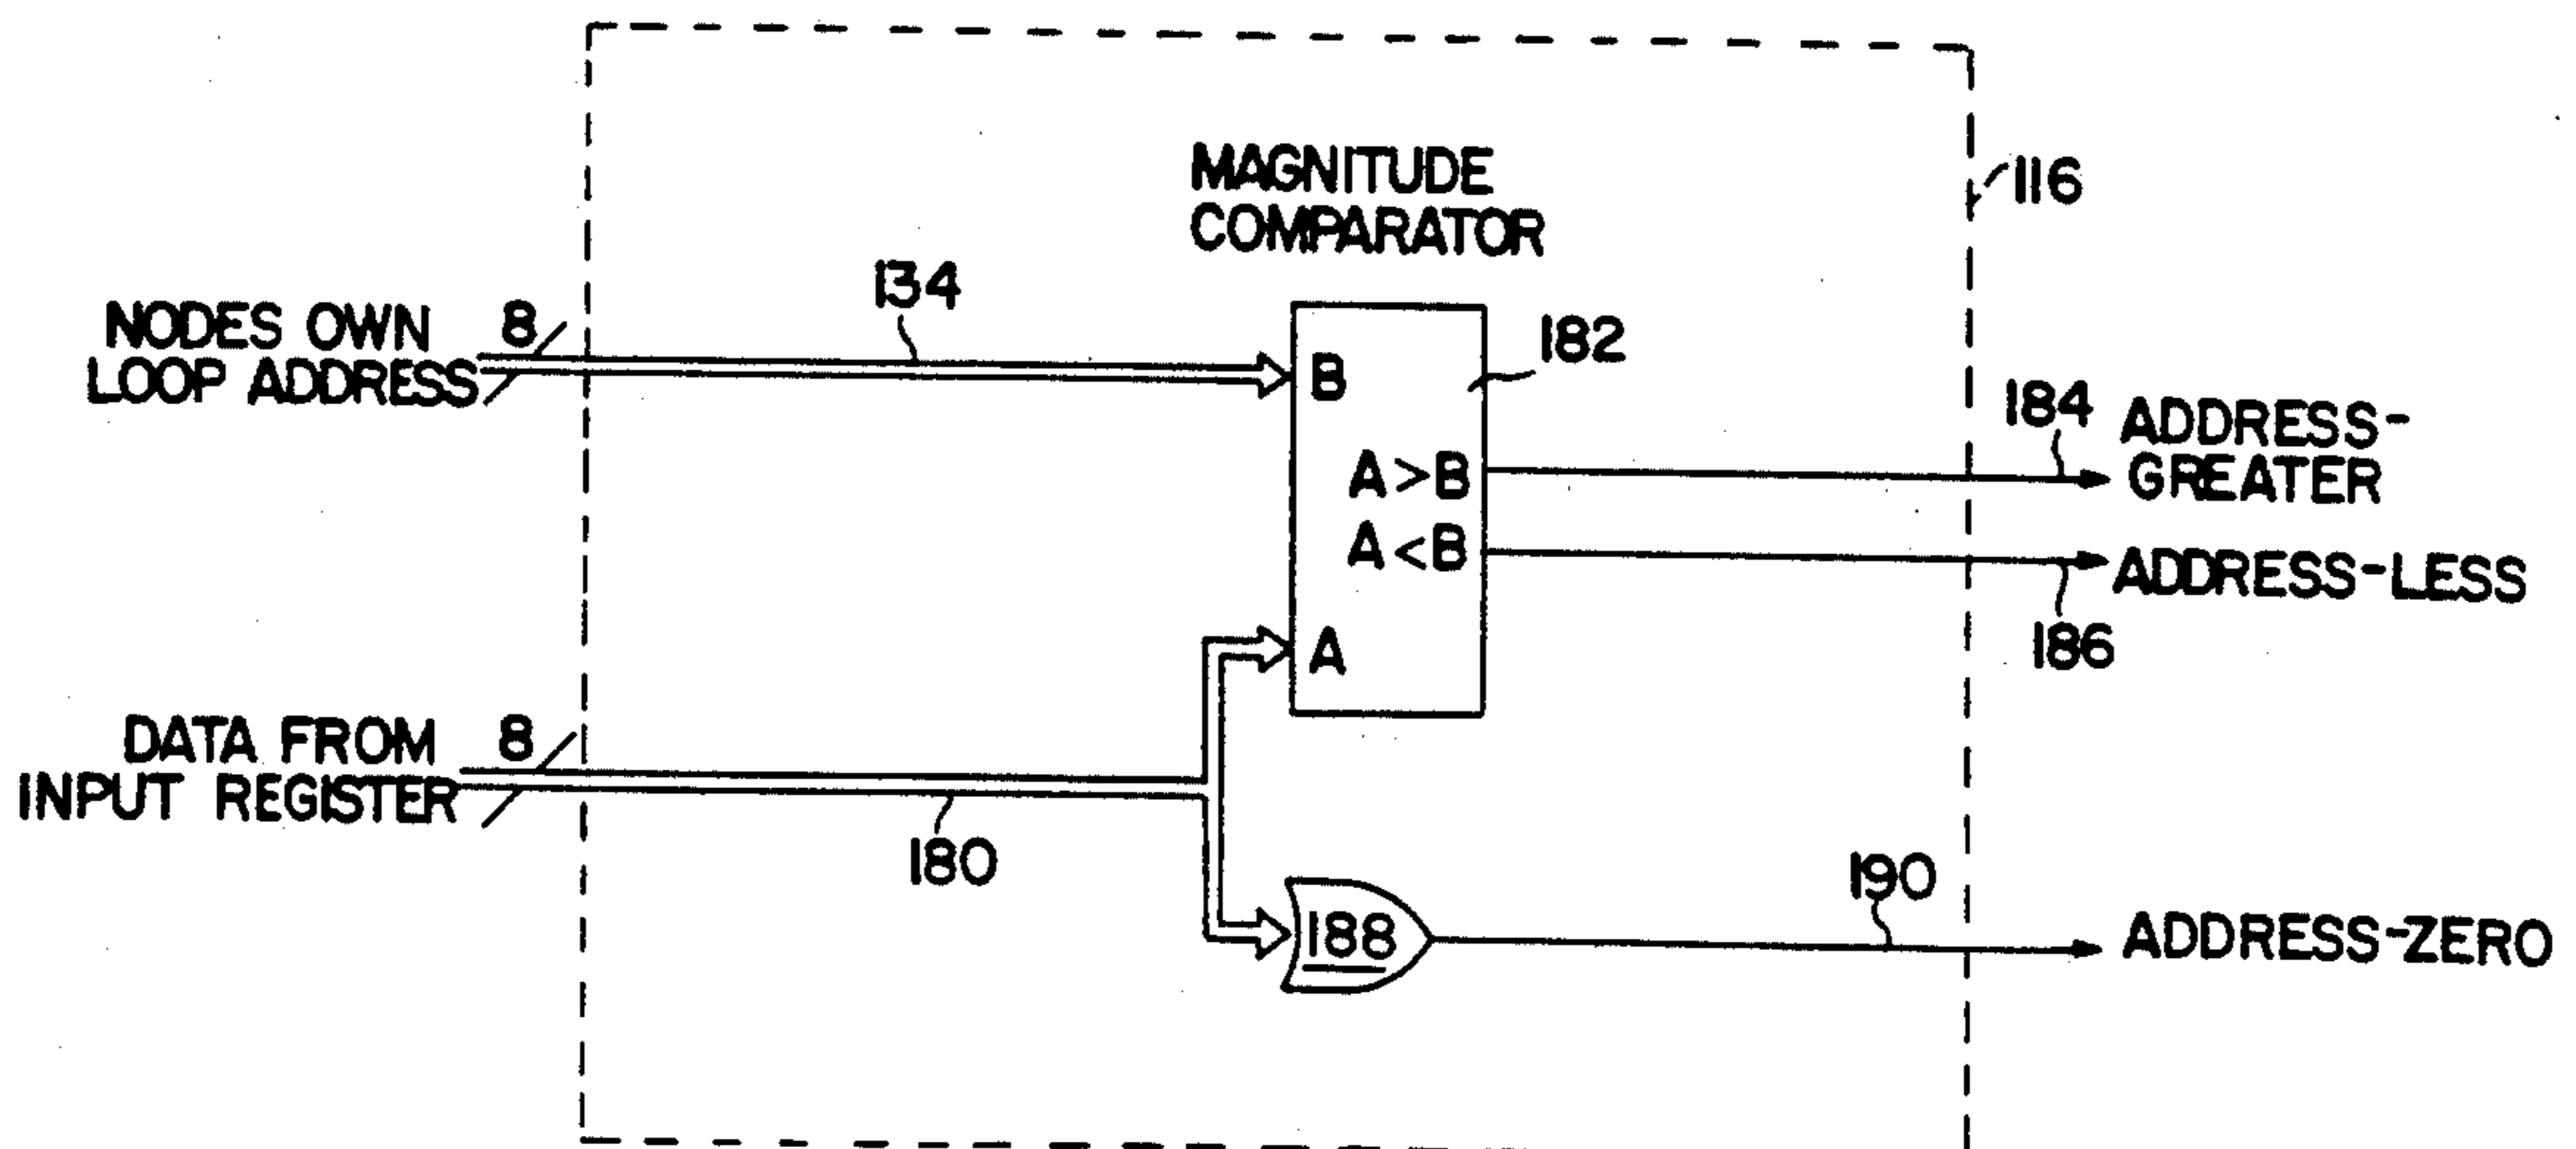 MAGNITUDE
COMPARATOR
116
134
NODES OWN
LOOP ADDRESS
8
B
182
A>B
A<B
A
184
ADDRESS-
GREATER
ADDRESS-LESS
186
DATA FROM
INPUT REGISTER
8
180
188
190
ADDRESS-ZERO